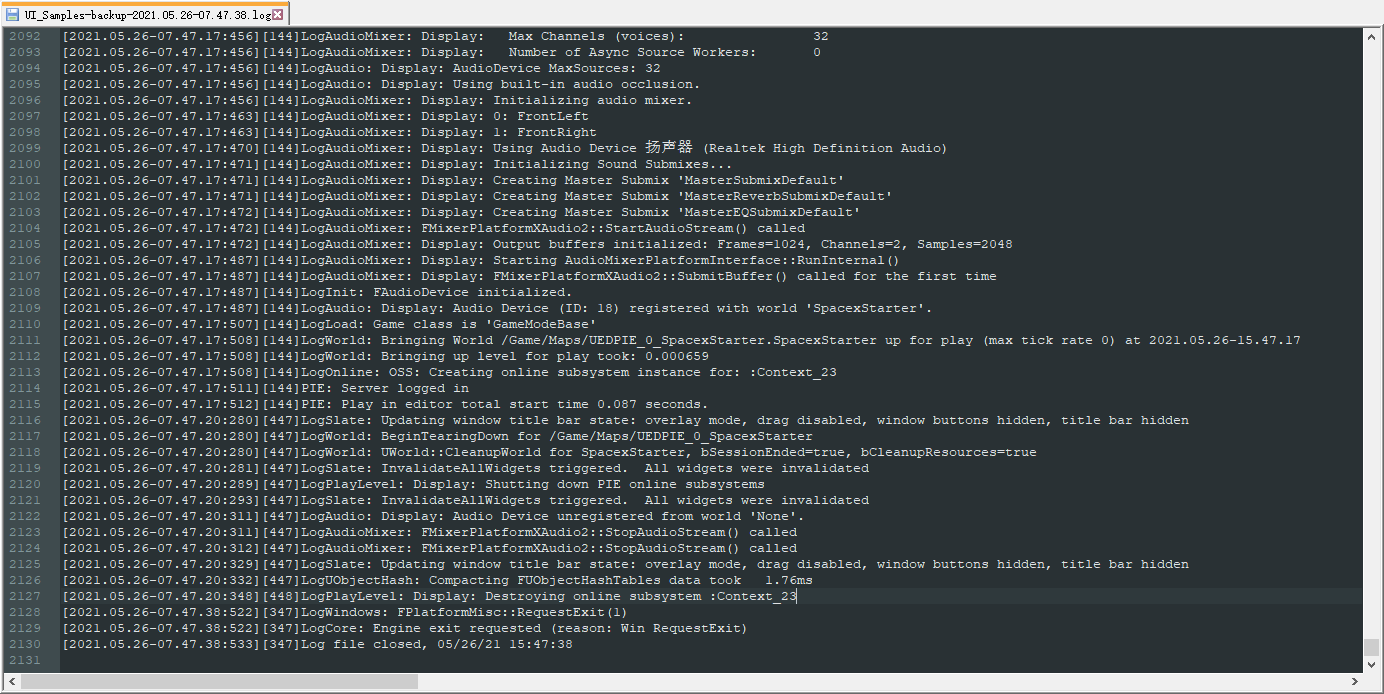 UI_Samples-backup-2021.05.26-07.47.38.log
2092 [2021.05.26-07.47.17:456][144]LogAudioMixer: Display:   Max Channels (voices):                32
2093 [2021.05.26-07.47.17:456][144]LogAudioMixer: Display:   Number of Async Source Workers:       0
2094 [2021.05.26-07.47.17:456][144]LogAudio: Display: AudioDevice MaxSources: 32
2095 [2021.05.26-07.47.17:456][144]LogAudio: Display: Using built-in audio occlusion.
2096 [2021.05.26-07.47.17:456][144]LogAudioMixer: Display: Initializing audio mixer.
2097 [2021.05.26-07.47.17:463][144]LogAudioMixer: Display: 0: FrontLeft
2098 [2021.05.26-07.47.17:463][144]LogAudioMixer: Display: 1: FrontRight
2099 [2021.05.26-07.47.17:470][144]LogAudioMixer: Display: Using Audio Device 扬声器 (Realtek High Definition Audio)
2100 [2021.05.26-07.47.17:471][144]LogAudioMixer: Display: Initializing Sound Submixes...
2101 [2021.05.26-07.47.17:471][144]LogAudioMixer: Display: Creating Master Submix 'MasterSubmixDefault'
2102 [2021.05.26-07.47.17:471][144]LogAudioMixer: Display: Creating Master Submix 'MasterReverbSubmixDefault'
2103 [2021.05.26-07.47.17:472][144]LogAudioMixer: Display: Creating Master Submix 'MasterEQSubmixDefault'
2104 [2021.05.26-07.47.17:472][144]LogAudioMixer: FMixerPlatformXAudio2::StartAudioStream() called
2105 [2021.05.26-07.47.17:472][144]LogAudioMixer: Display: Output buffers initialized: Frames=1024, Channels=2, Samples=2048
2106 [2021.05.26-07.47.17:487][144]LogAudioMixer: Display: Starting AudioMixerPlatformInterface::RunInternal()
2107 [2021.05.26-07.47.17:487][144]LogAudioMixer: Display: FMixerPlatformXAudio2::SubmitBuffer() called for the first time
2108 [2021.05.26-07.47.17:487][144]LogInit: FAudioDevice initialized.
2109 [2021.05.26-07.47.17:487][144]LogAudio: Display: Audio Device (ID: 18) registered with world 'SpacexStarter'.
2110 [2021.05.26-07.47.17:507][144]LogLoad: Game class is 'GameModeBase'
2111 [2021.05.26-07.47.17:508][144]LogWorld: Bringing World /Game/Maps/UEDPIE_0_SpacexStarter.SpacexStarter up for play (max tick rate 0) at 2021.05.26-15.47.17
2112 [2021.05.26-07.47.17:508][144]LogWorld: Bringing up level for play took: 0.000659
2113 [2021.05.26-07.47.17:508][144]LogOnline: OSS: Creating online subsystem instance for: :Context_23
2114 [2021.05.26-07.47.17:511][144]PIE: Server logged in
2115 [2021.05.26-07.47.17:512][144]PIE: Play in editor total start time 0.087 seconds.
2116 [2021.05.26-07.47.20:280][447]LogSlate: Updating window title bar state: overlay mode, drag disabled, window buttons hidden, title bar hidden
2117 [2021.05.26-07.47.20:280][447]LogWorld: BeginTearingDown for /Game/Maps/UEDPIE_0_SpacexStarter
2118 [2021.05.26-07.47.20:280][447]LogWorld: UWorld::CleanupWorld for SpacexStarter, bSessionEnded=true, bCleanupResources=true
2119 [2021.05.26-07.47.20:281][447]LogSlate: InvalidateAllWidgets triggered.  All widgets were invalidated
2120 [2021.05.26-07.47.20:289][447]LogPlayLevel: Display: Shutting down PIE online subsystems
2121 [2021.05.26-07.47.20:293][447]LogSlate: InvalidateAllWidgets triggered.  All widgets were invalidated
2122 [2021.05.26-07.47.20:311][447]LogAudio: Display: Audio Device unregistered from world 'None'.
2123 [2021.05.26-07.47.20:311][447]LogAudioMixer: FMixerPlatformXAudio2::StopAudioStream() called
2124 [2021.05.26-07.47.20:312][447]LogAudioMixer: FMixerPlatformXAudio2::StopAudioStream() called
2125 [2021.05.26-07.47.20:329][447]LogSlate: Updating window title bar state: overlay mode, drag disabled, window buttons hidden, title bar hidden
2126 [2021.05.26-07.47.20:332][447]LogUObjectHash: Compacting FUObjectHashTables data took   1.76ms
2127 [2021.05.26-07.47.20:348][448]LogPlayLevel: Display: Destroying online subsystem :Context_23
2128 [2021.05.26-07.47.38:522][347]LogWindows: FPlatformMisc::RequestExit(1)
2129 [2021.05.26-07.47.38:522][347]LogCore: Engine exit requested (reason: Win RequestExit)
2130 [2021.05.26-07.47.38:533][347]Log file closed, 05/26/21 15:47:38
2131